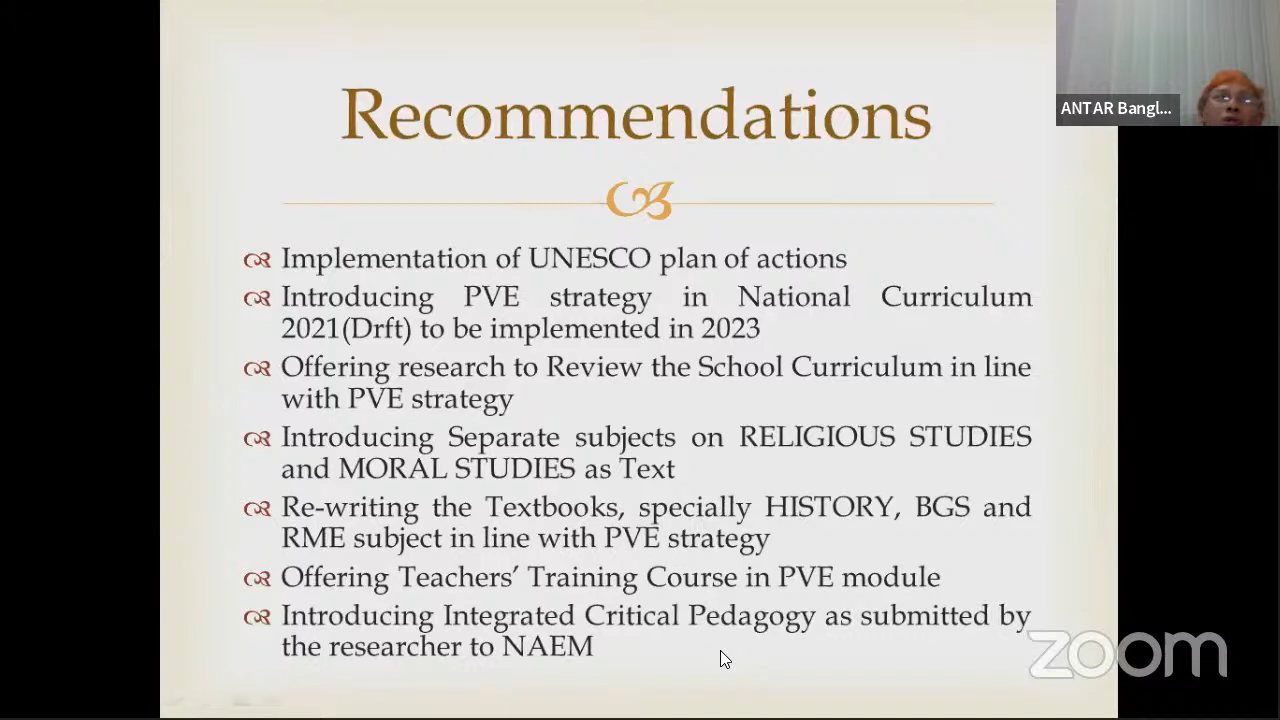 Recommendations
ANTAR Bangl...
Implementation of UNESCO plan of actions
Introducing PVE strategy in National Curriculum
2021(Drft) to be implemented in 2023
Offering research to Review the School Curriculum in line
with PVE strategy
Introducing Separate subjects on RELIGIOUS STUDIES
and MORAL STUDIES as Text
Re-writing the Textbooks, specially HISTORY, BGS and
RME subject in line with PVE strategy
Offering Teachers’ Training Course in PVE module
Introducing Integrated Critical Pedagogy as submitted by
the researcher to NAEM
zoom